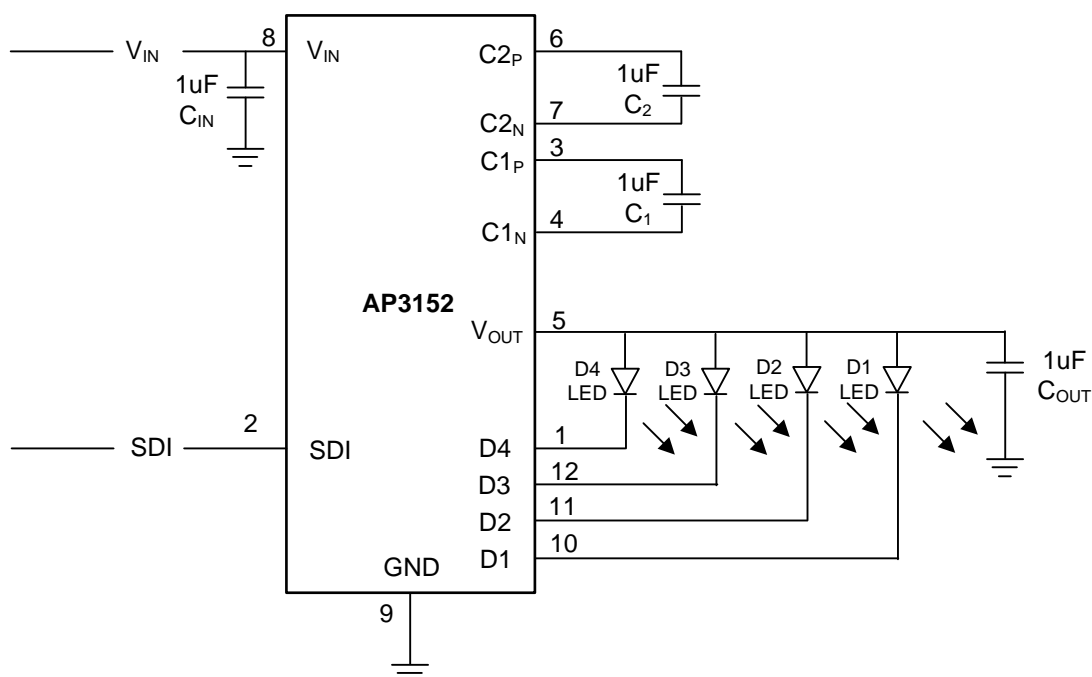 V_IN
8
V_IN
1uF
C_IN
C2_P
6
1uF
C_2
C2_N
7
C1_P
3
1uF
C_1
C1_N
4
AP3152
V_OUT
5
D4
LED
D3
LED
D2
LED
D1
LED
1uF
C_OUT
SDI
2
SDI
D4
1
D3
12
D2
11
D1
10
GND
9